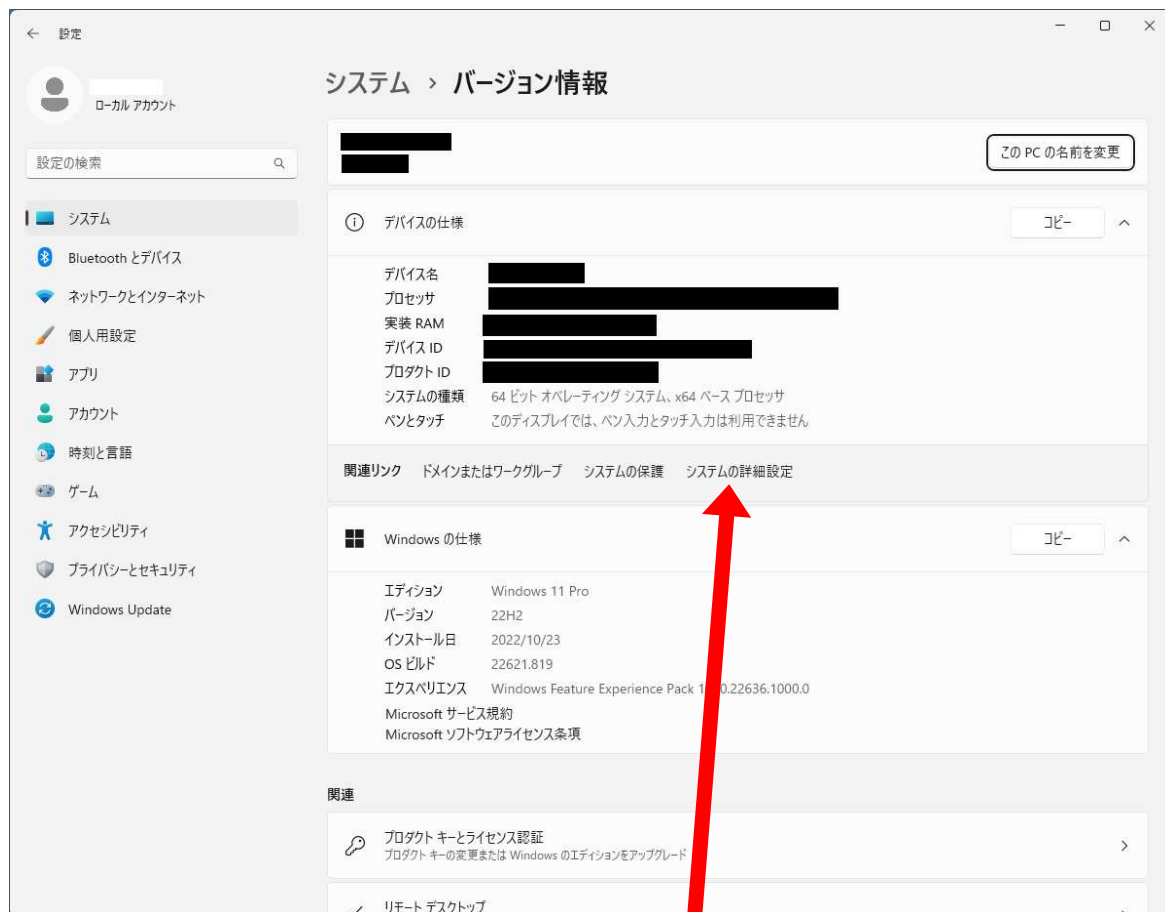 設定
ローカル アカウント
設定の検索
システム
Bluetooth とデバイス
ネットワークとインターネット
個人用設定
アプリ
アカウント
時刻と言語
ゲーム
アクセシビリティ
プライバシーとセキュリティ
Windows Update
システム › バージョン情報
この PC の名前を変更
デバイスの仕様 コピー
デバイス名
プロセッサ
実装 RAM
デバイス ID
プロダクト ID
システムの種類 64 ビット オペレーティング システム、x64 ベース プロセッサ
ペンとタッチ このディスプレイでは、ペン入力とタッチ入力は利用できません
関連リンク ドメインまたはワークグループ システムの保護 システムの詳細設定
Windows の仕様 コピー
エディション Windows 11 Pro
バージョン 22H2
インストール日 2022/10/23
OS ビルド 22621.819
エクスペリエンス Windows Feature Experience Pack
Microsoft サービス規約
Microsoft ソフトウェアライセンス条項
関連
プロダクト キーとライセンス認証
プロダクト キーの変更または Windows のエディションをアップグレード
リモート デスクトップ